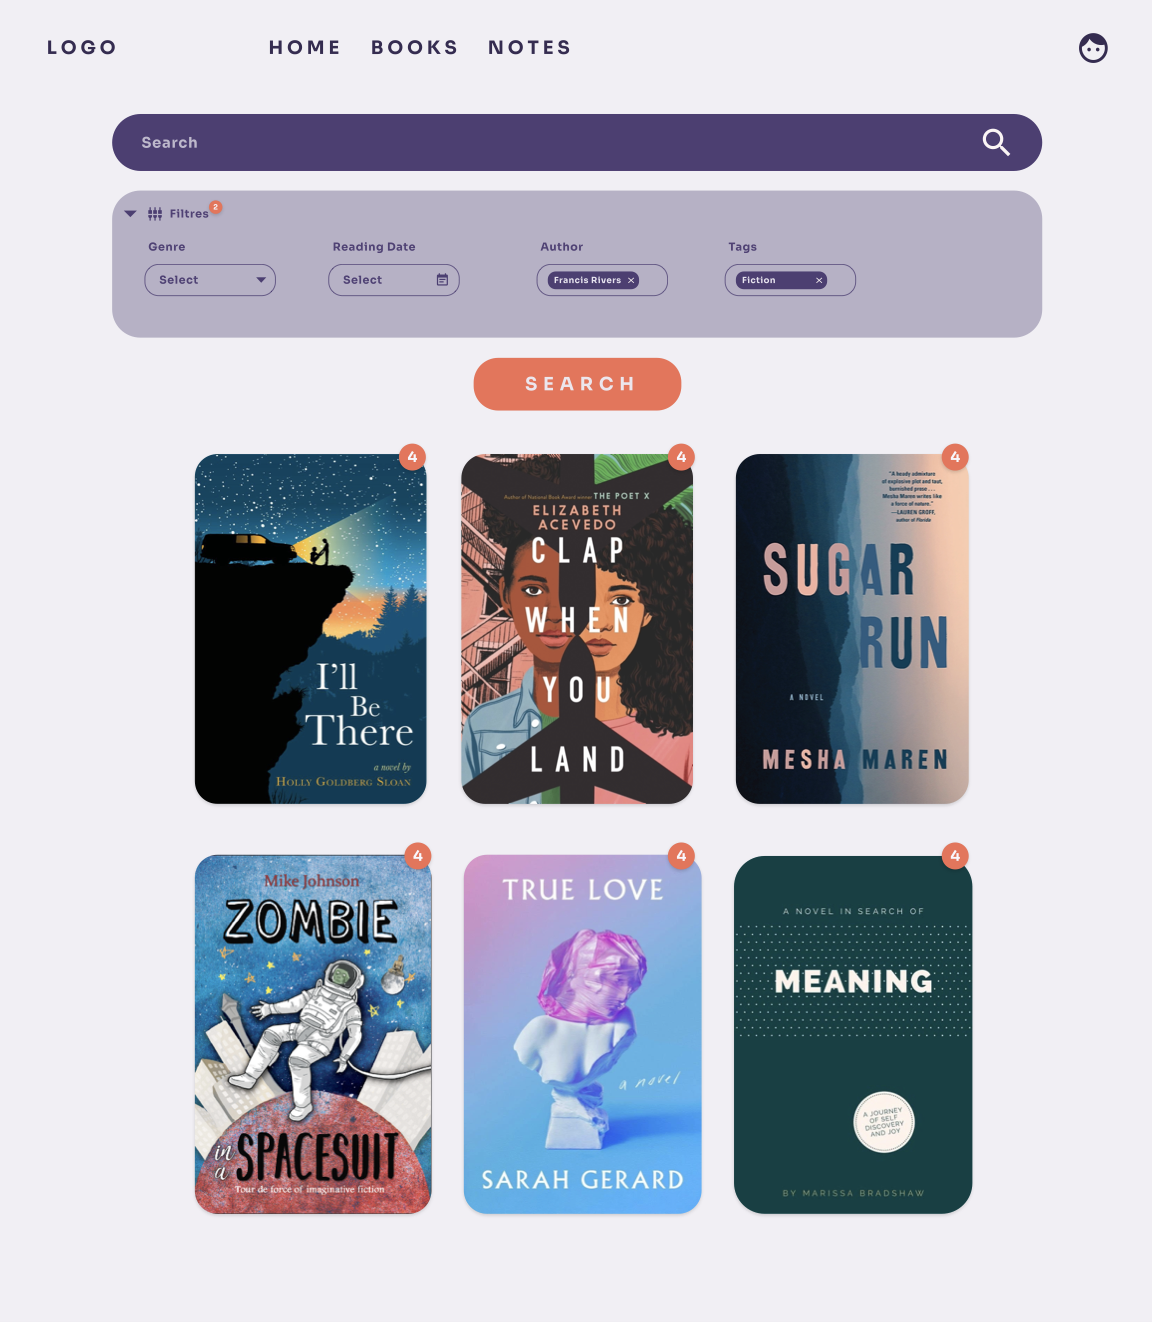 LOGO
HOME BOOKS NOTES
Search
Filtres 2
Genre
Reading Date
Author
Tags
Select
Select
Francis Rivers ×
Fiction ×
SEARCH
4
I'll
Be
There
a novel by
HOLLY GOLDBERG SLOAN
4
Author of National Book Award winner THE POET X
ELIZABETH
ACEVEDO
CLAP
WHEN
YOU
LAND
4
"A heady admixture
of explosive plot and taut,
burnished prose ...
Mesha Maren writes like
a force of nature."
—LAUREN GROFF,
author of Florida
SUGAR
RUN
A NOVEL
MESHA MAREN
4
Mike Johnson
ZOMBIE
in
a
SPACESUIT
Tour de force of imaginative fiction
4
TRUE LOVE
a novel
SARAH GERARD
4
A NOVEL IN SEARCH OF
MEANING
A JOURNEY
OF SELF
DISCOVERY
AND JOY
BY MARISSA BRADSHAW